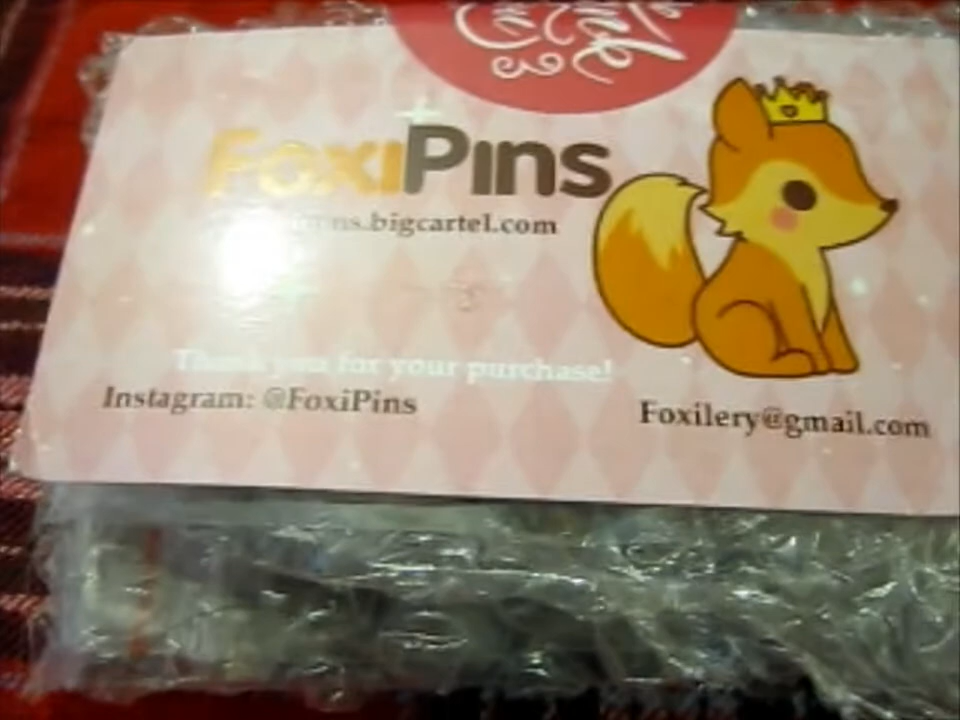 FoxiPins
.bigcartel.com
Thank you for your purchase!
Instagram: @FoxiPins
Foxilery@gmail.com